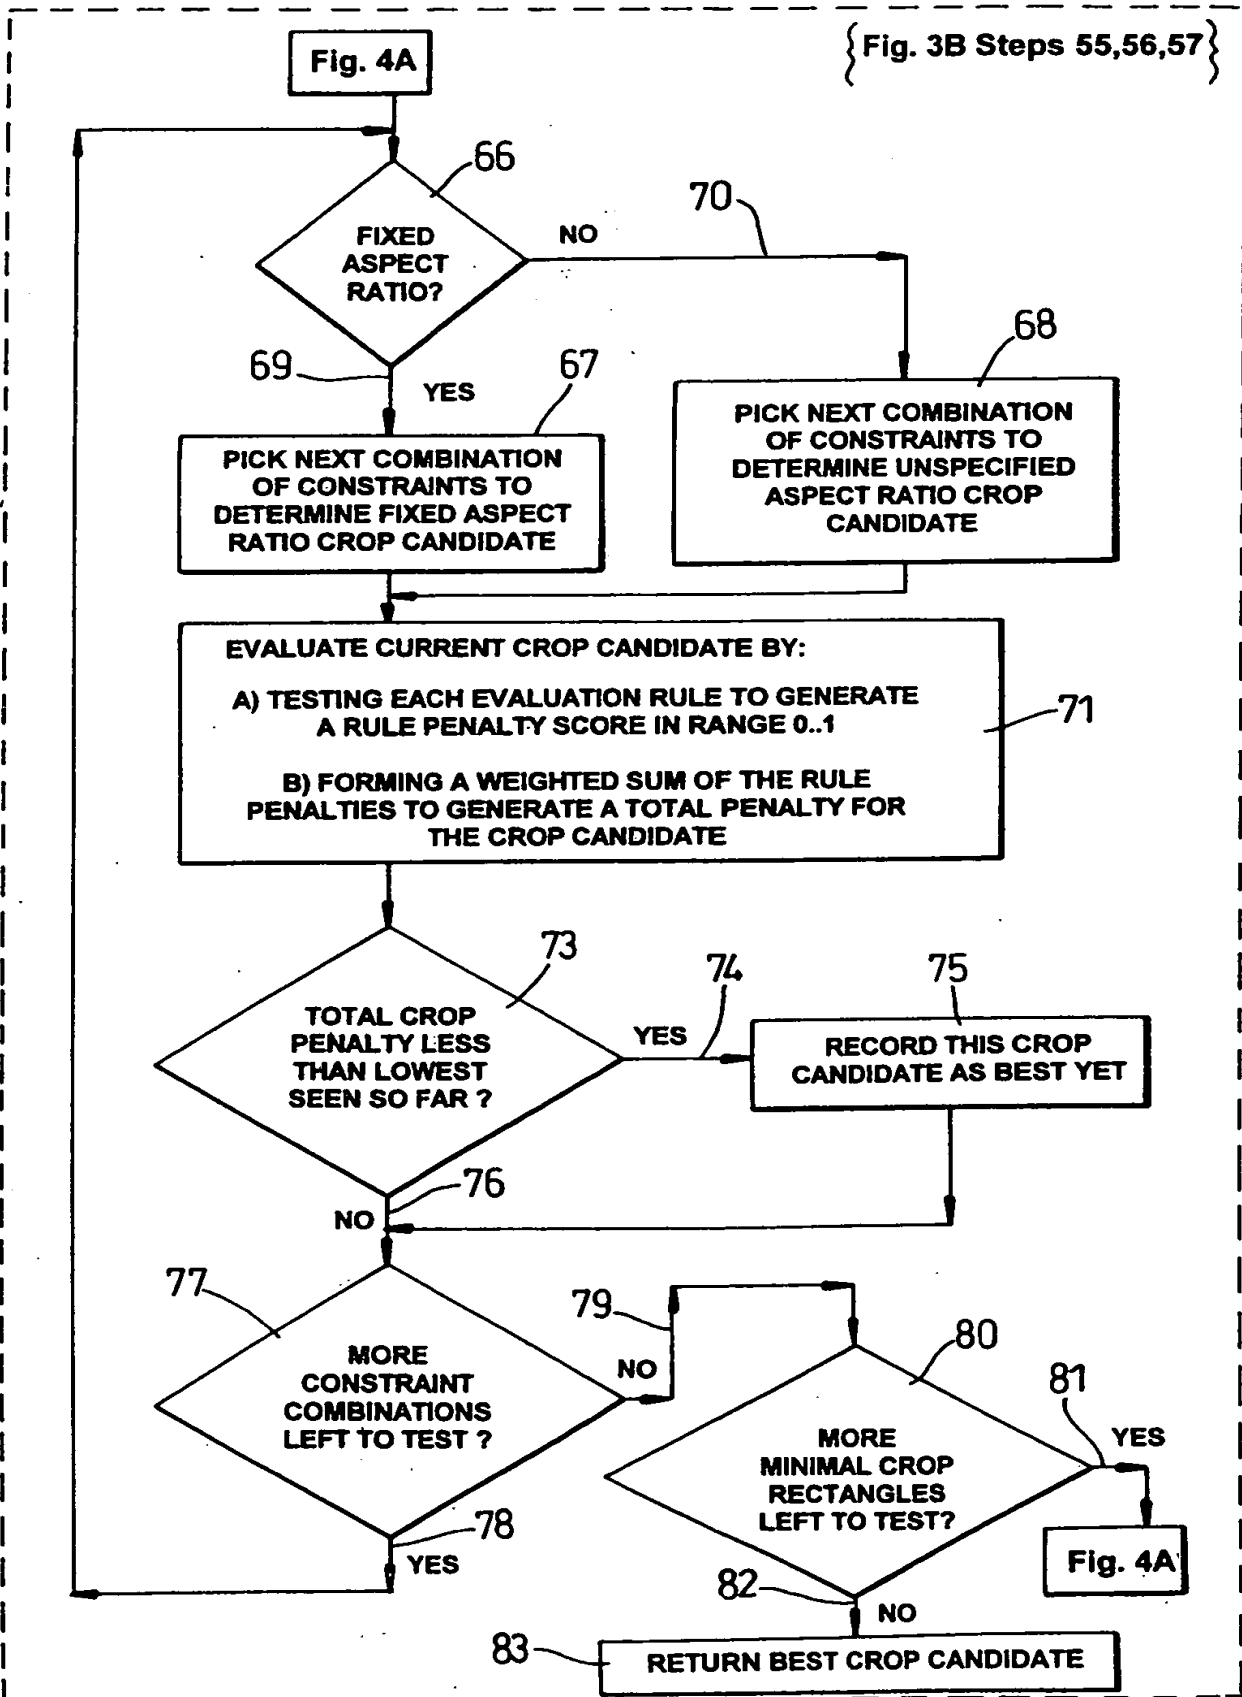 Fig. 4A
{Fig. 3B Steps 55,56,57}
66
FIXED
ASPECT
RATIO?
NO
70
69
YES
67
68
PICK NEXT COMBINATION
OF CONSTRAINTS TO
DETERMINE FIXED ASPECT
RATIO CROP CANDIDATE
PICK NEXT COMBINATION
OF CONSTRAINTS TO
DETERMINE UNSPECIFIED
ASPECT RATIO CROP
CANDIDATE
EVALUATE CURRENT CROP CANDIDATE BY:
A) TESTING EACH EVALUATION RULE TO GENERATE
A RULE PENALTY SCORE IN RANGE 0..1
B) FORMING A WEIGHTED SUM OF THE RULE
PENALTIES TO GENERATE A TOTAL PENALTY FOR
THE CROP CANDIDATE
71
73
TOTAL CROP
PENALTY LESS
THAN LOWEST
SEEN SO FAR ?
YES
74
75
RECORD THIS CROP
CANDIDATE AS BEST YET
76
NO
77
MORE
CONSTRAINT
COMBINATIONS
LEFT TO TEST ?
NO
79
78
YES
80
MORE
MINIMAL CROP
RECTANGLES
LEFT TO TEST?
81
YES
Fig. 4A
82
NO
83
RETURN BEST CROP CANDIDATE